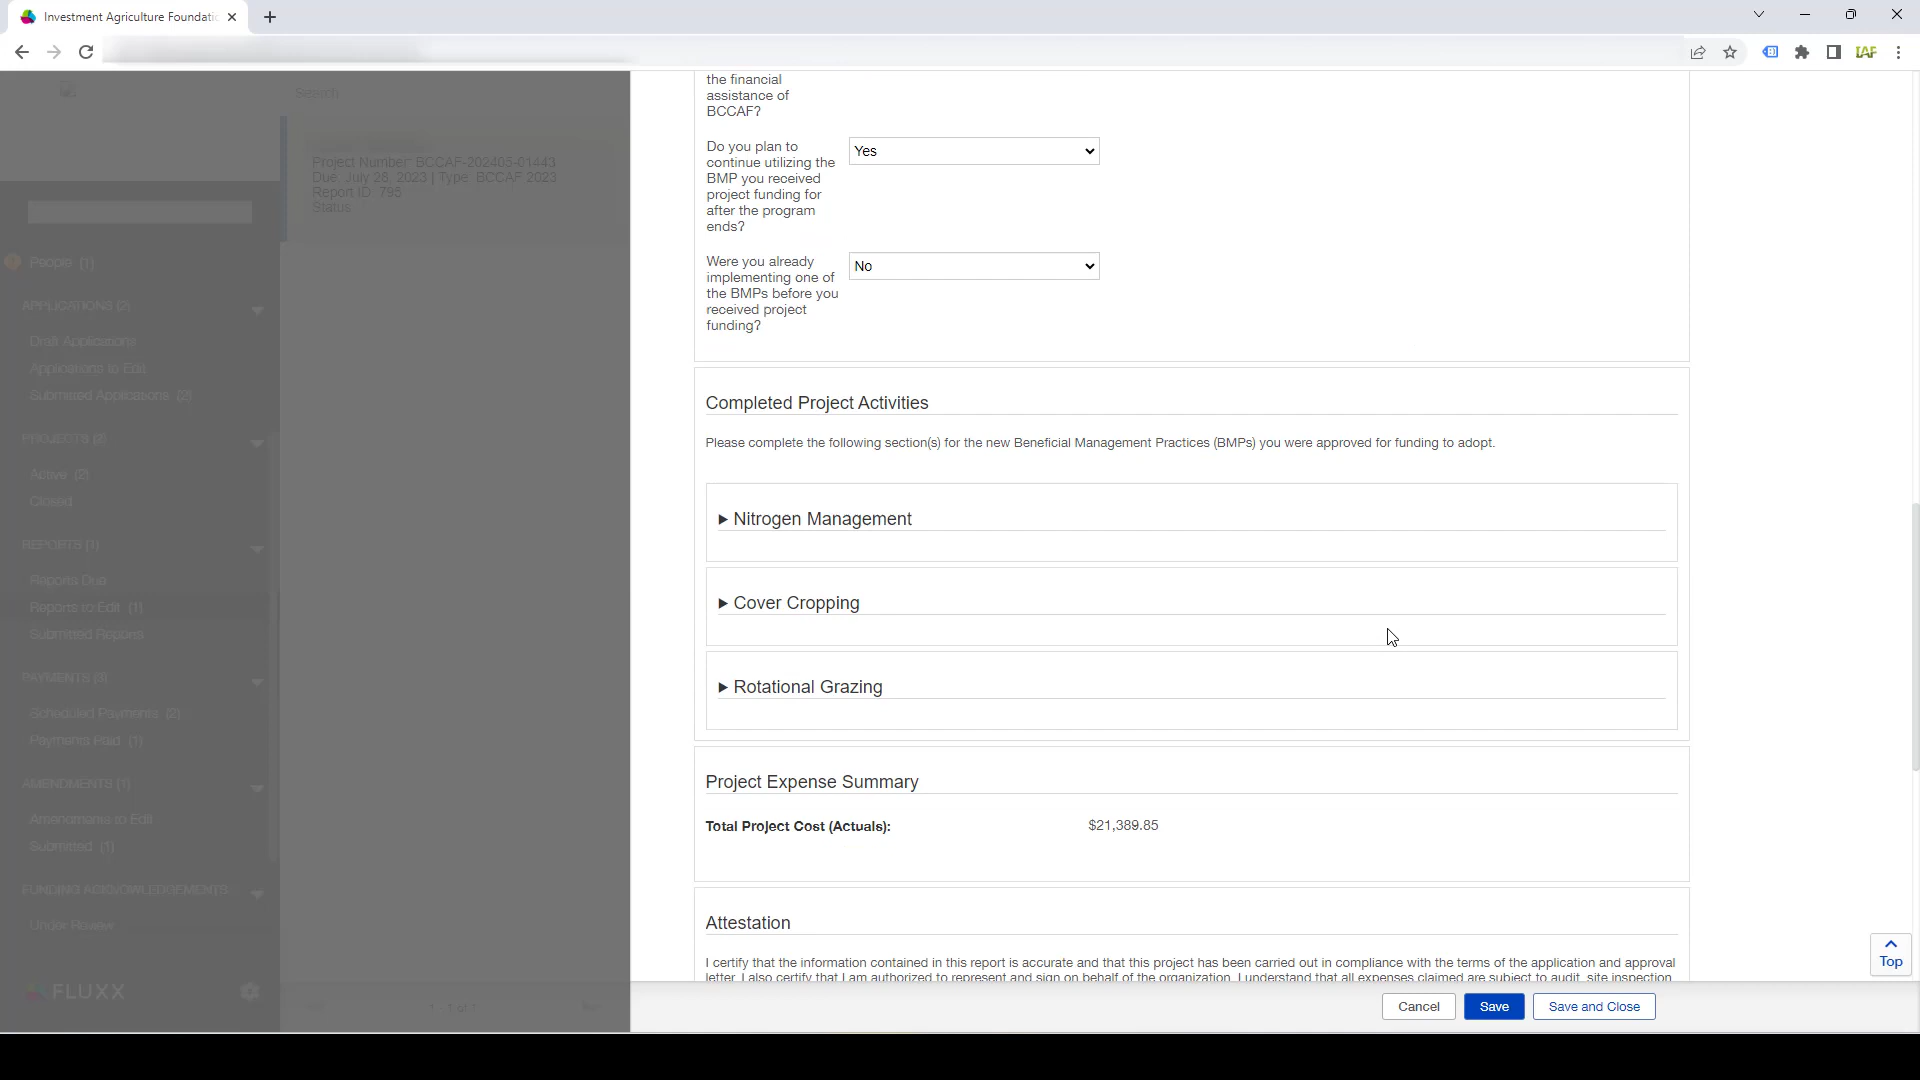 Investment Agriculture Foundatic
Search
Project Number: BCCAF-202405-01443
Due: July 28, 2023 | Type: BCCAF 2023
Report ID: 795
Status:
People (1)
APPLICATIONS (2)
Draft Applications
Applications to Edit
Submitted Applications (2)
PROJECTS (2)
Active (2)
Closed
REPORTS (1)
Reports Due
Reports to Edit (1)
Submitted Reports
PAYMENTS (3)
Scheduled Payments (2)
Payments Paid (1)
AMENDMENTS (1)
Amendments to Edit
Submitted (1)
FUNDING ACKNOWLEDGEMENTS
Under Review
FLUXX
1 - 1 of 1
the financial
assistance of
BCCAF?
Do you plan to
continue utilizing the
BMP you received
project funding for
after the program
ends?
Yes
Were you already
implementing one of
the BMPs before you
received project
funding?
No
Completed Project Activities
Please complete the following section(s) for the new Beneficial Management Practices (BMPs) you were approved for funding to adopt.
Nitrogen Management
Cover Cropping
Rotational Grazing
Project Expense Summary
Total Project Cost (Actuals): $21,389.85
Attestation
I certify that the information contained in this report is accurate and that this project has been carried out in compliance with the terms of the application and approval
letter. I also certify that I am authorized to represent and sign on behalf of the organization. I understand that all expenses claimed are subject to audit, site inspection
Top
Cancel
Save
Save and Close
IAF